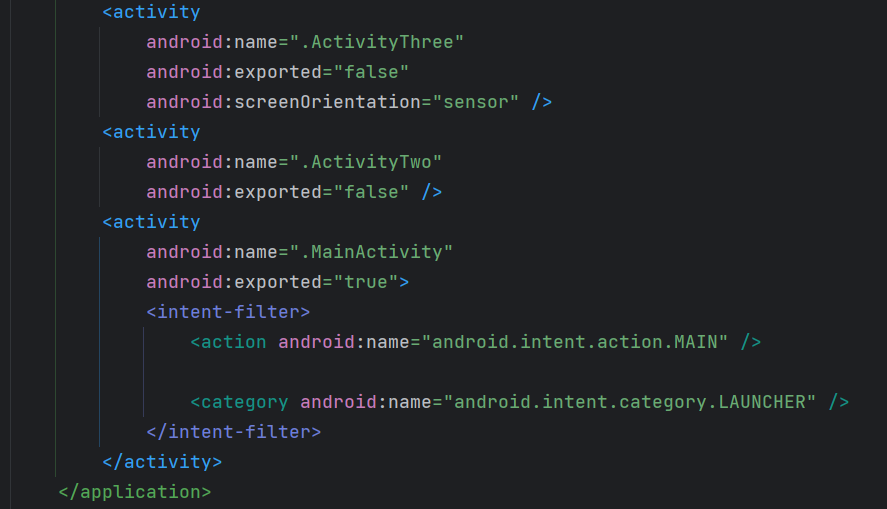 <activity
android:name=".ActivityThree"
android:exported="false"
android:screenOrientation="sensor" />
<activity
android:name=".ActivityTwo"
android:exported="false" />
<activity
android:name=".MainActivity"
android:exported="true">
<intent-filter>
<action android:name="android.intent.action.MAIN" />
<category android:name="android.intent.category.LAUNCHER" />
</intent-filter>
</activity>
</application>